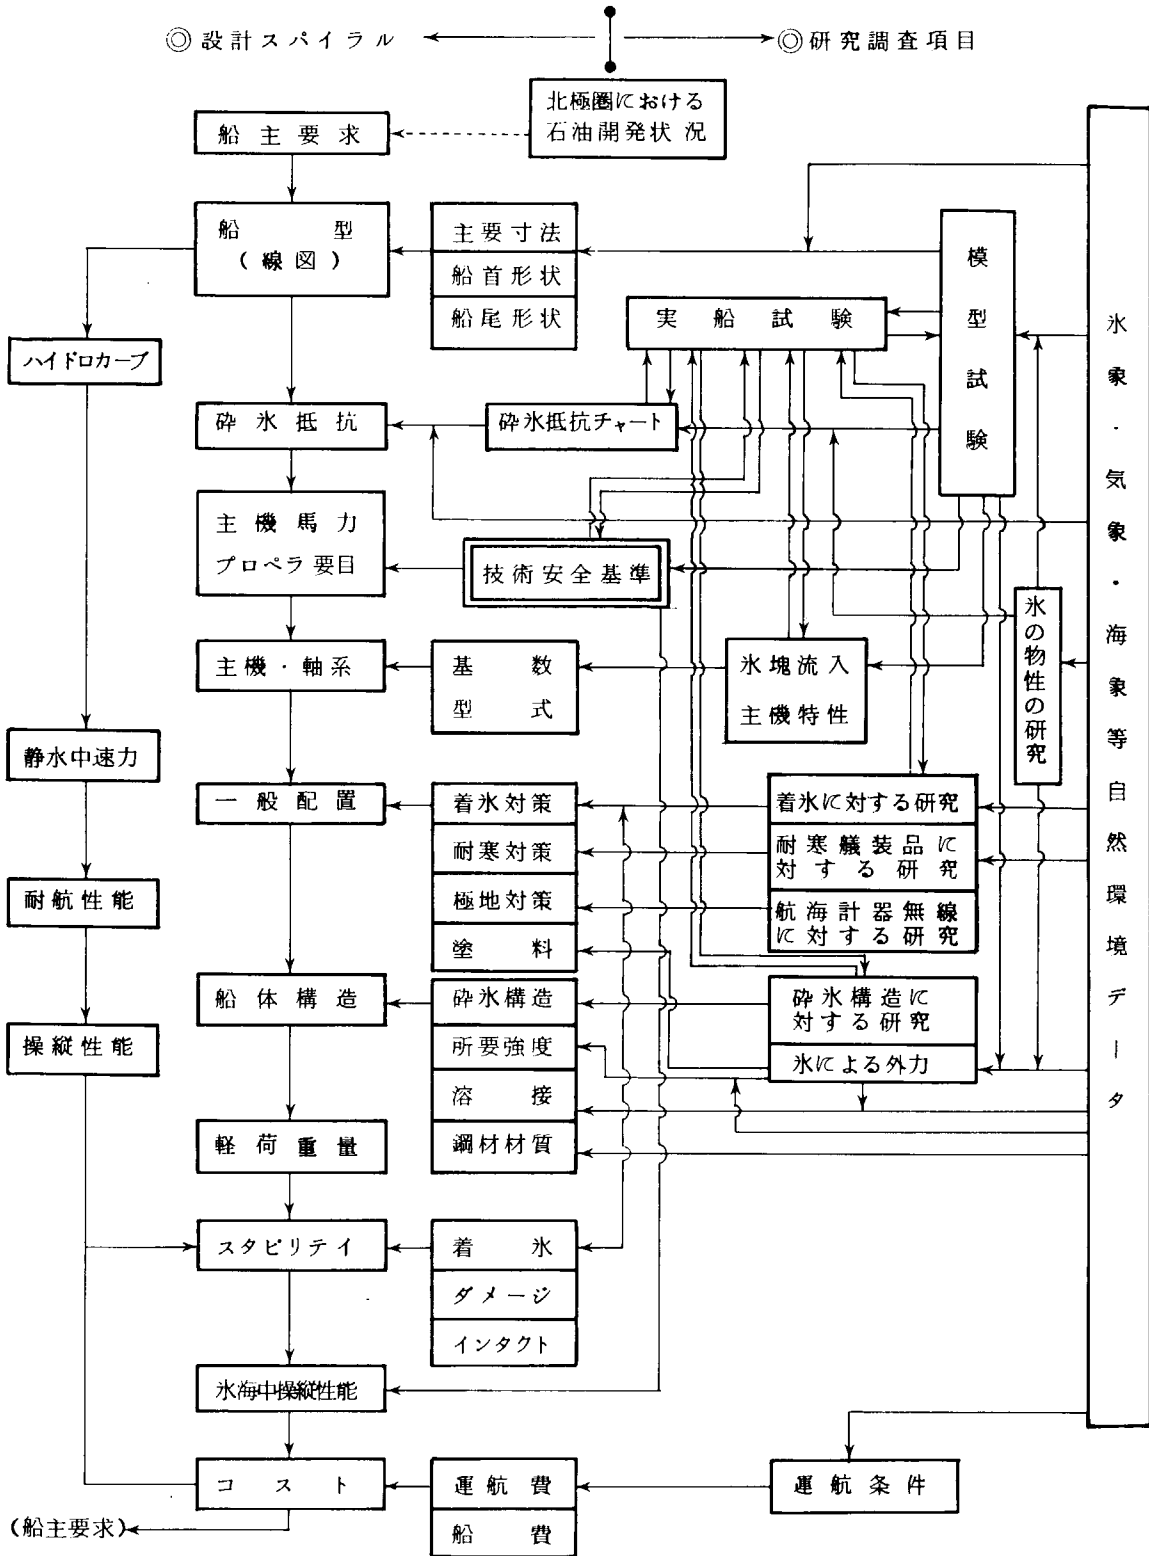 ◎設計スパイラル
◎研究調査項目
北極圏における
石油開発状況
船主要求
船型
(線図)
主要寸法
船首形状
船尾形状
模型試験
実船試験
ハイドロカーブ
砕氷抵抗
砕氷抵抗チャート
主機馬力
プロペラ要目
技術安全基準
氷の物性の研究
主機・軸系
基数
型式
氷塊流入
主機特性
静水中速力
一般配置
着氷対策
耐寒対策
極地対策
塗料
着氷に対する研究
耐寒艤装品に
対する研究
航海計器無線
に対する研究
耐航性能
船体構造
砕氷構造
所要強度
溶接
鋼材材質
砕氷構造に
対する研究
氷による外力
操縦性能
軽荷重量
スタビリテイ
着氷
ダメージ
インタクト
氷海中操縦性能
コスト
運航費
船費
運航条件
(船主要求)
氷象・気象・海象等自然環境データ